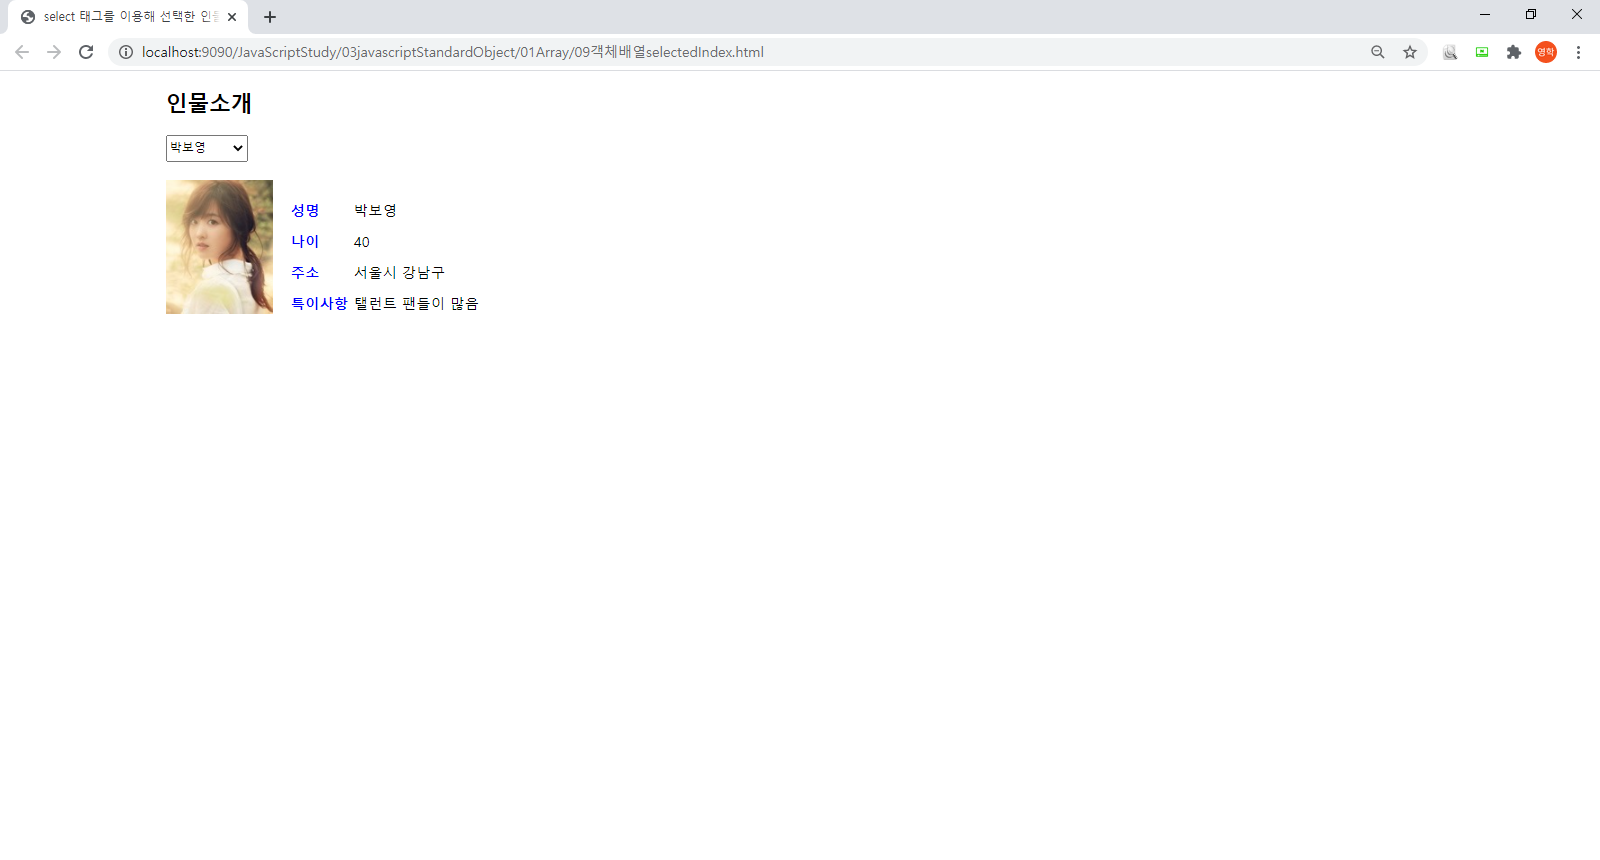 select 태그를 이용해 선택한 인물
localhost:9090/JavaScriptStudy/03javascriptStandardObject/01Array/09객체배열selectedIndex.html
영학
인물소개
박보영
성명 박보영
나이 40
주소 서울시 강남구
특이사항 탤런트 팬들이 많음